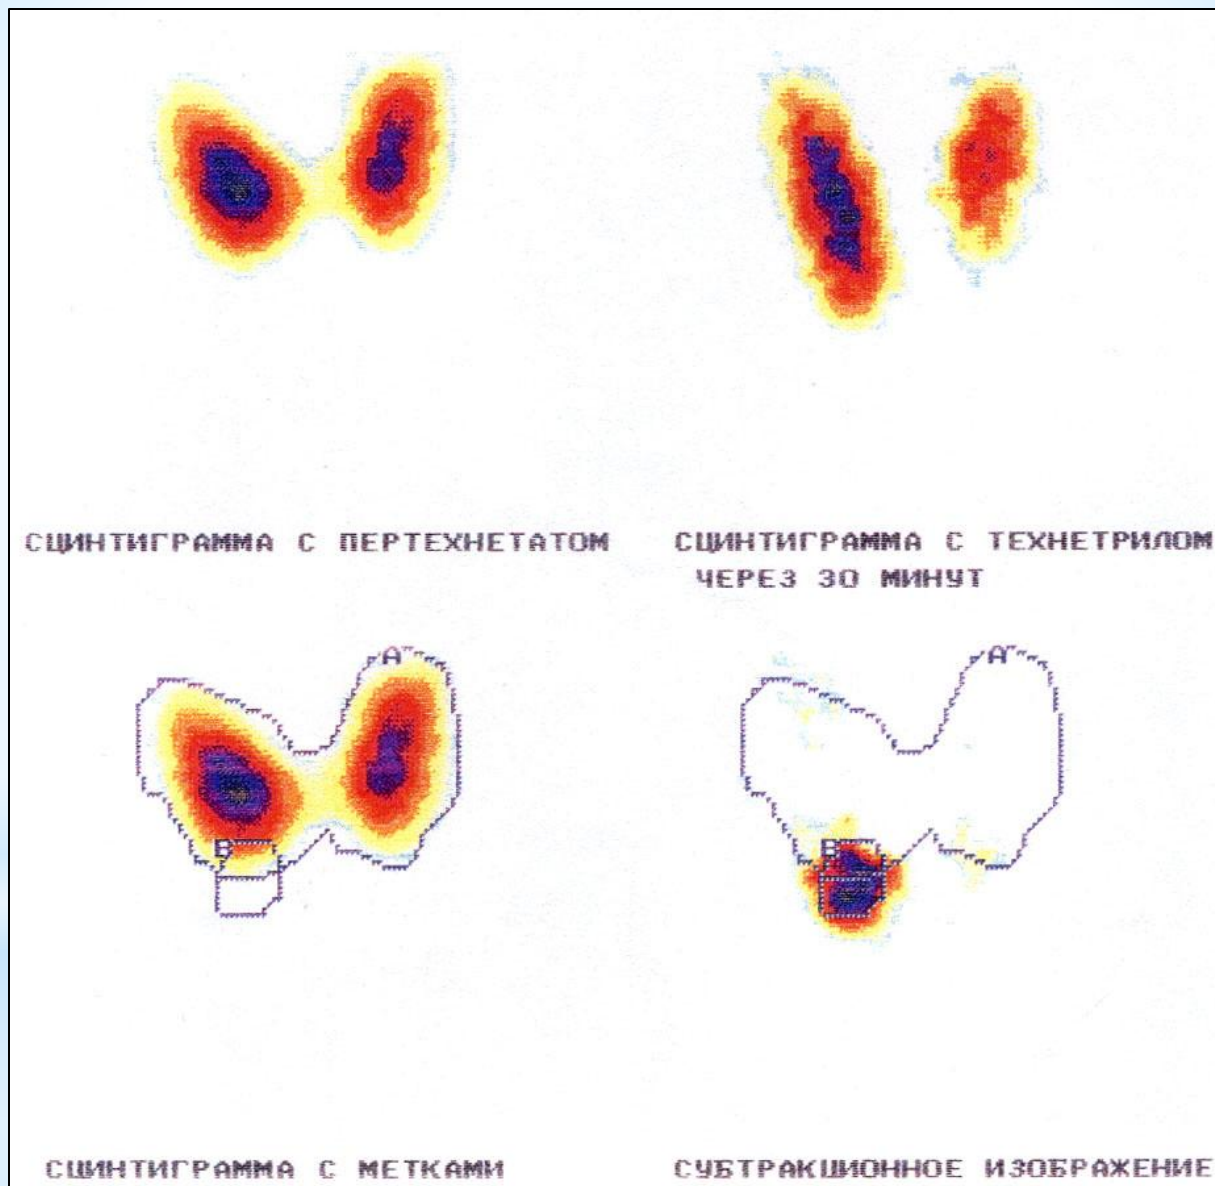 СЦИНТИГРАММА С ПЕРТЕХНЕТАТОМ
СЦИНТИГРАММА С ТЕХНЕТРИЛОМ
ЧЕРЕЗ 30 МИНУТ
A
B
A
B
СЦИНТИГРАММА С МЕТКАМИ
СУБТРАКЦИОННОЕ ИЗОБРАЖЕНИЕ